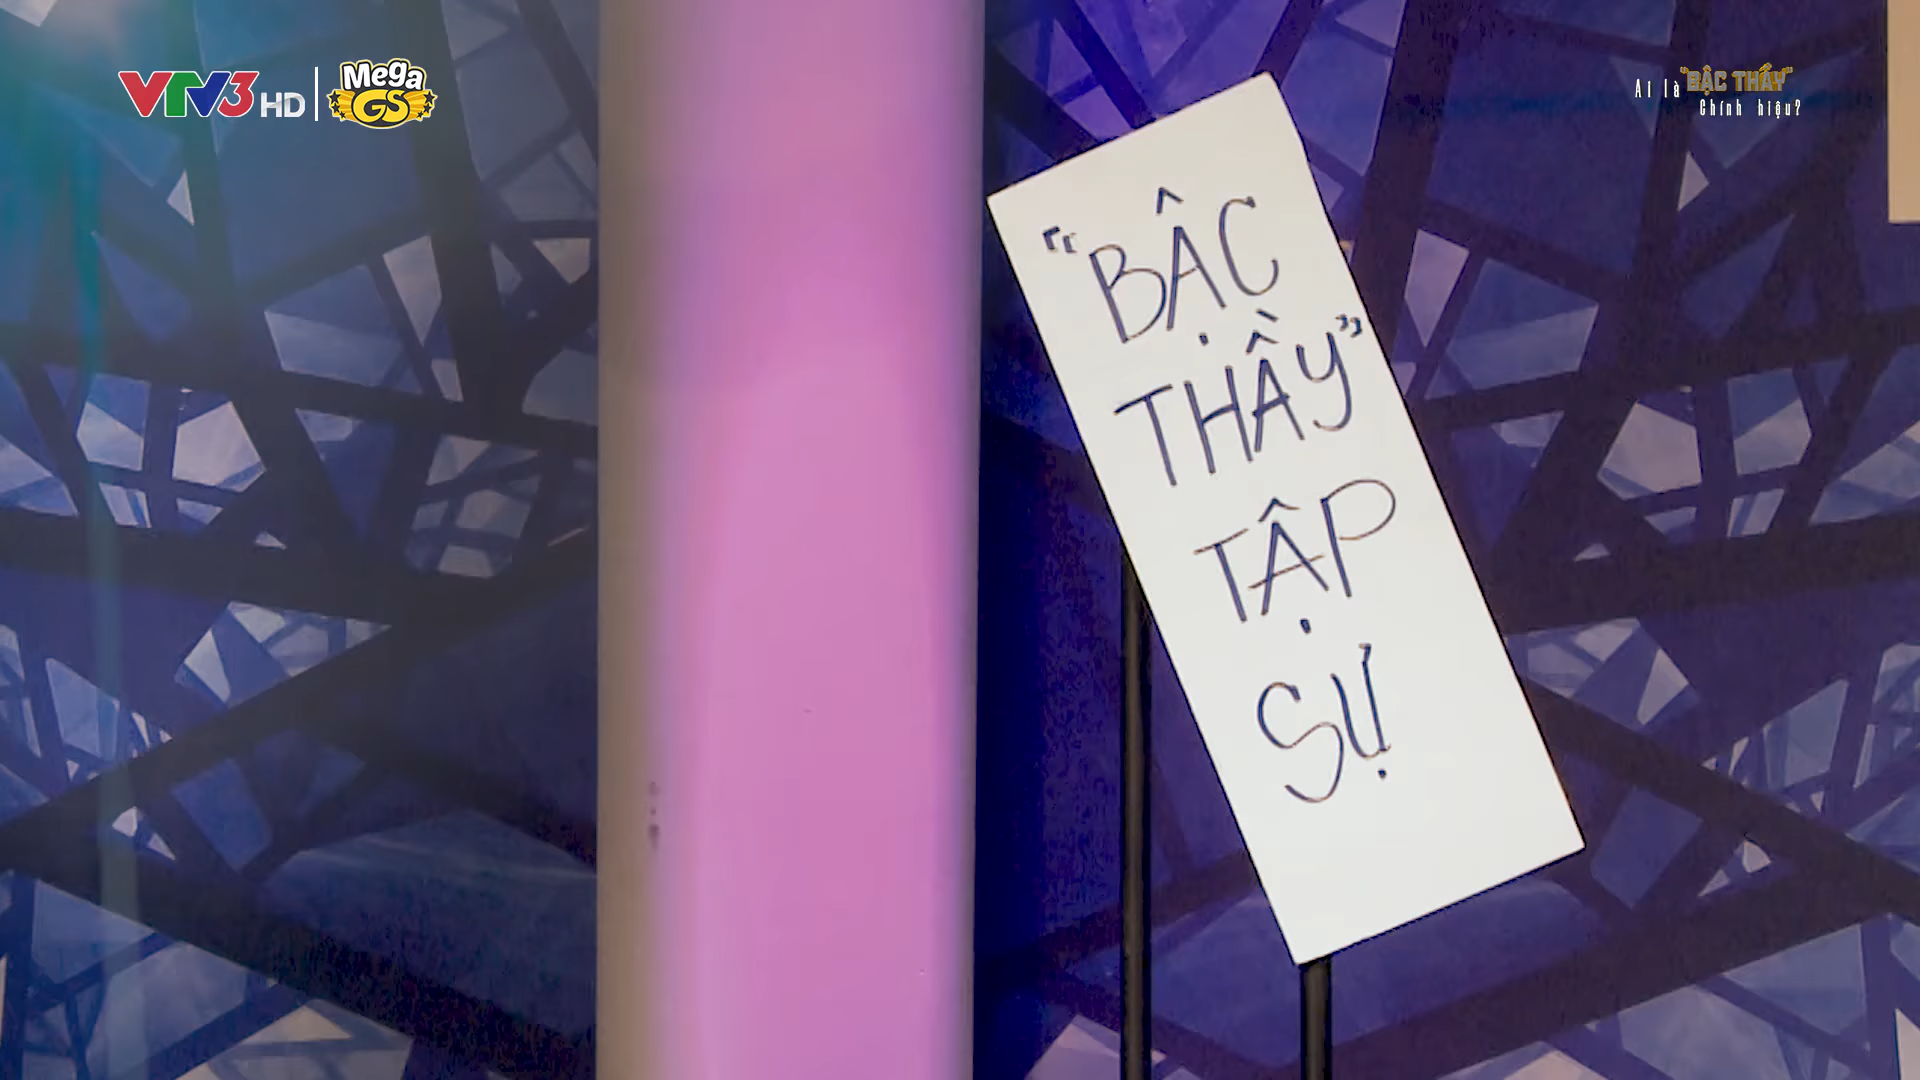 VTV3 HD
Mega
GS
Ai là "BẬC THẦY"
Chính hiệu?
"BẬC
THẦY"
TẬP
SỰ